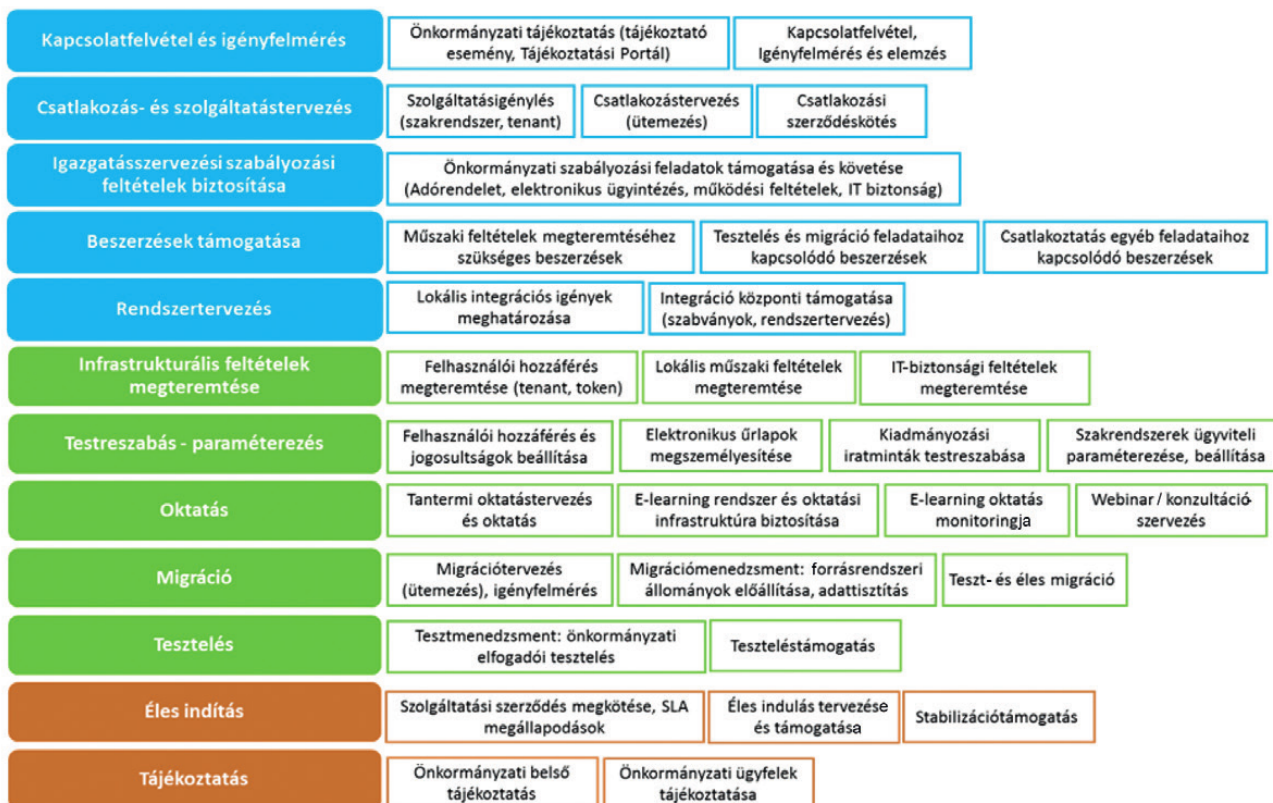 Kapcsolatfelvétel és igényfelmérés
Önkormányzati tájékoztatás (tájékoztató
esemény, Tájékoztatási Portál)
Kapcsolatfelvétel,
Igényfelmérés és elemzés
Csatlakozás- és szolgáltatástervezés
Szolgáltatásigénylés
(szakrendszer, tenant)
Csatlakozástervezés
(ütemezés)
Csatlakozási
szerződéskötés
Igazgatásszervezési szabályozási
feltételek biztosítása
Önkormányzati szabályozási feladatok támogatása és követése
(Adórendelet, elektronikus ügyintézés, működési feltételek, IT biztonság)
Beszerzések támogatása
Műszaki feltételek megteremtéséhez
szükséges beszerzések
Tesztelés és migráció feladataihoz
kapcsolódó beszerzések
Csatlakoztatás egyéb feladataihoz
kapcsolódó beszerzések
Rendszertervezés
Lokális integrációs igények
meghatározása
Integráció központi támogatása
(szabványok, rendszertervezés)
Infrastrukturális feltételek
megteremtése
Felhasználói hozzáférés
megteremtése (tenant, token)
Lokális műszaki feltételek
megteremtése
IT-biztonsági feltételek
megteremtése
Testreszabás - paraméterezés
Felhasználói hozzáférés és
jogosultságok beállítása
Elektronikus űrlapok
megszemélyesítése
Kiadmányozási
iratminták testreszabása
Szakrendszerek ügyviteli
paraméterezése, beállítása
Oktatás
Tantermi oktatástervezés
és oktatás
E-learning rendszer és oktatási
infrastruktúra biztosítása
E-learning oktatás
monitoringja
Webinar / konzultáció-
szervezés
Migráció
Migrációtervezés
(ütemezés), igényfelmérés
Migrációmenedzsment: forrásrendszeri
állományok előállítása, adattisztítás
Teszt- és éles migráció
Tesztelés
Tesztmenedzsment: önkormányzati
elfogadói tesztelés
Teszteléstámogatás
Éles indítás
Szolgáltatási szerződés megkötése, SLA
megállapodások
Éles indulás tervezése
és támogatása
Stabilizációtámogatás
Tájékoztatás
Önkormányzati belső
tájékoztatás
Önkormányzati ügyfelek
tájékoztatása